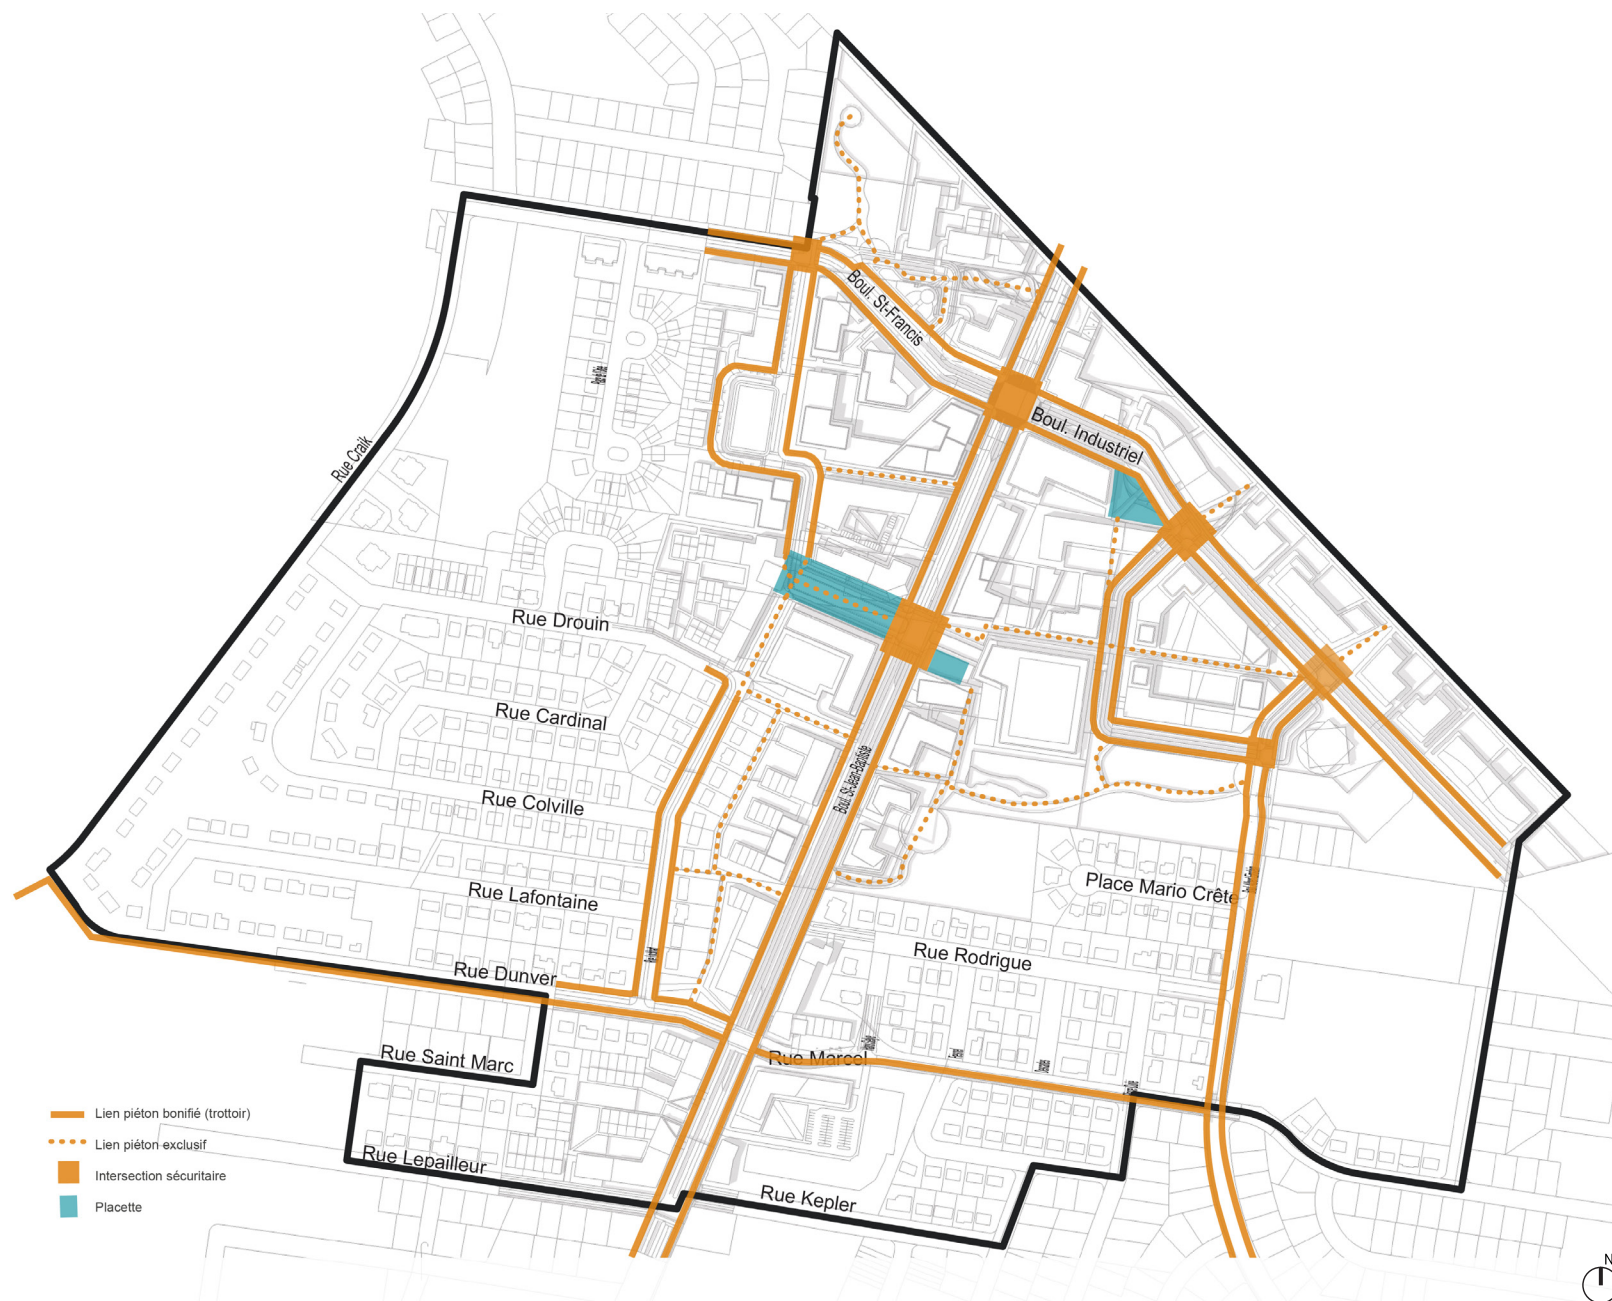 Boul. St-Francis
Boul. Industriel
Rue Craik
Rue Drouin
Rue Cardinal
Boul. St-Jean-Baptiste
Rue Colville
Place Mario Crête
Rue Lafontaine
Rue Rodrigue
Rue Dunver
Rue Marcel
Rue Saint Marc
Lien piéton bonifié (trottoir)
Lien piéton exclusif
Rue Lepailleur
Intersection sécuritaire
Rue Kepler
Placette
N